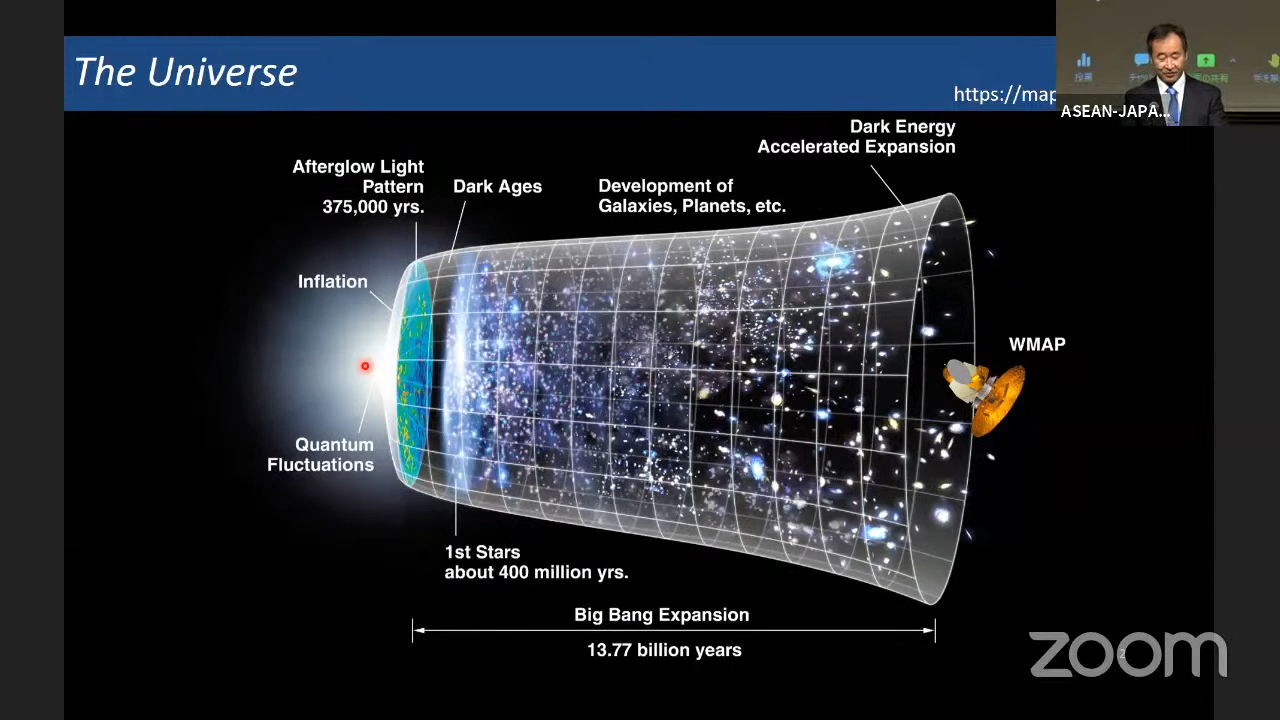 The Universe
https://map
ASEAN-JAPA...
Dark Energy
Accelerated Expansion
Afterglow Light
Pattern
375,000 yrs.
Dark Ages
Development of
Galaxies, Planets, etc.
Inflation
WMAP
Quantum
Fluctuations
1st Stars
about 400 million yrs.
Big Bang Expansion
13.77 billion years
zoom
2